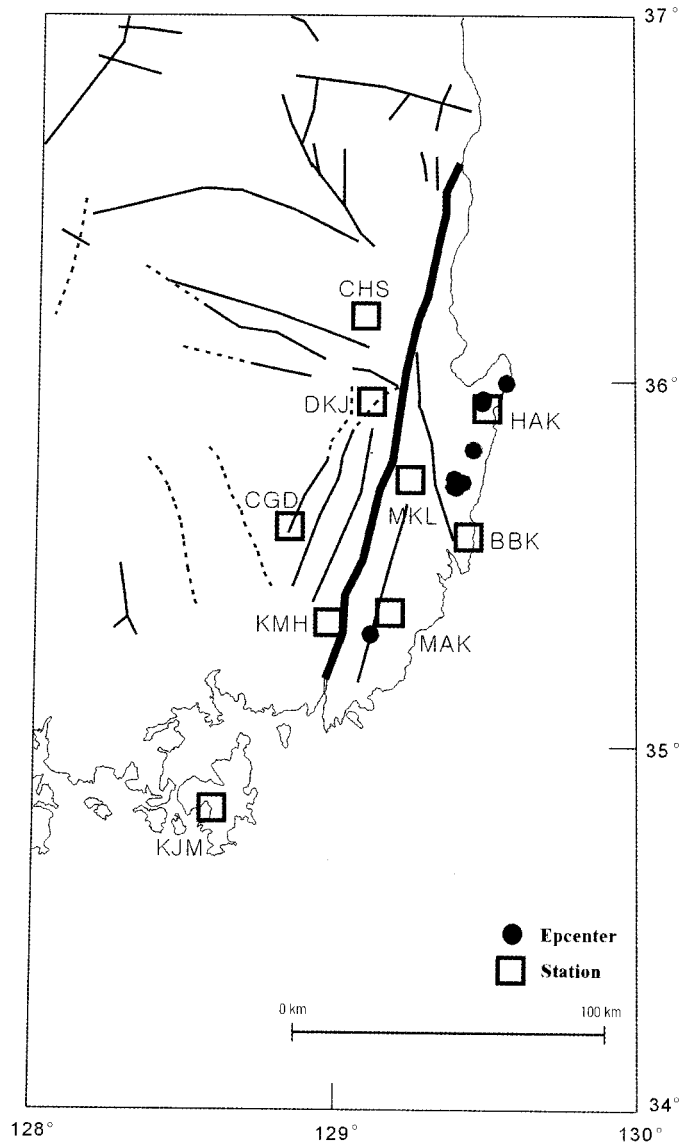 37°
CHS
36°
DKJ
HAK
CGD
MKL
BBK
KMH
MAK
35°
KJM
Epcenter
Station
0 km
100 km
34°
128°
129°
130°